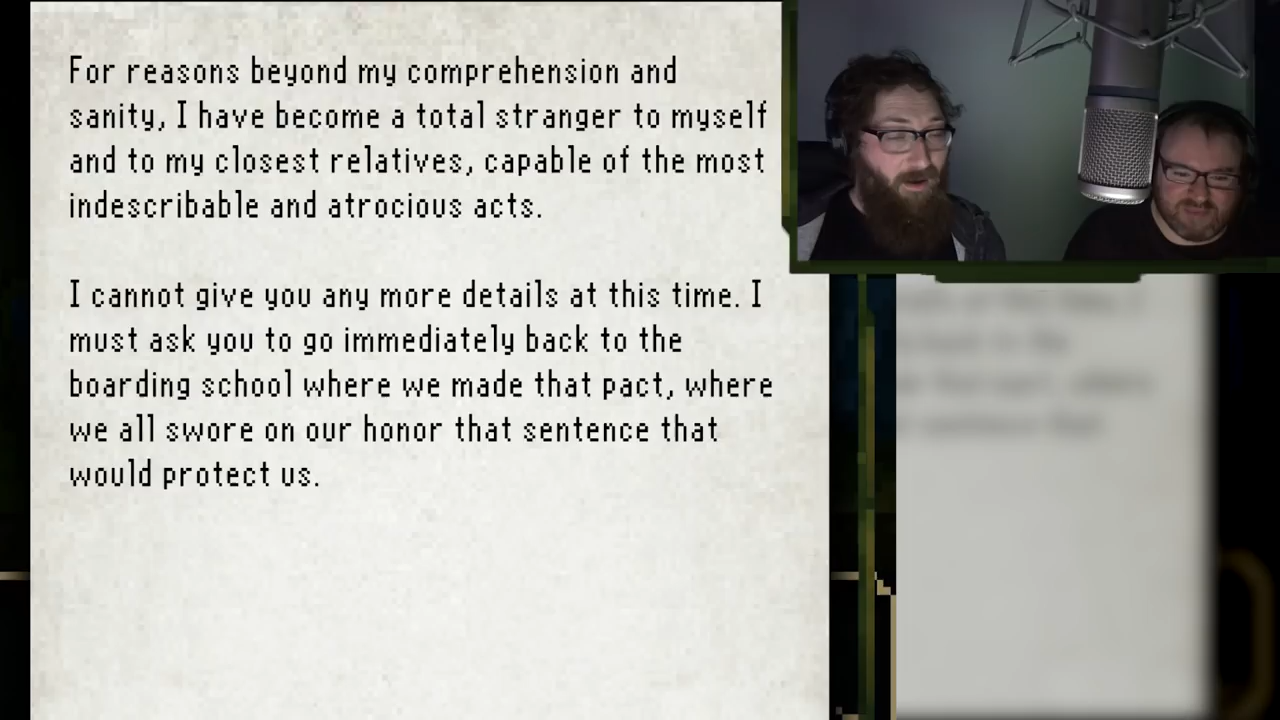 For reasons beyond my comprehension and
sanity, I have become a total stranger to myself
and to my closest relatives, capable of the most
indescribable and atrocious acts.
I cannot give you any more details at this time. I
must ask you to go immediately back to the
boarding school where we made that pact, where
we all swore on our honor that sentence that
would protect us.